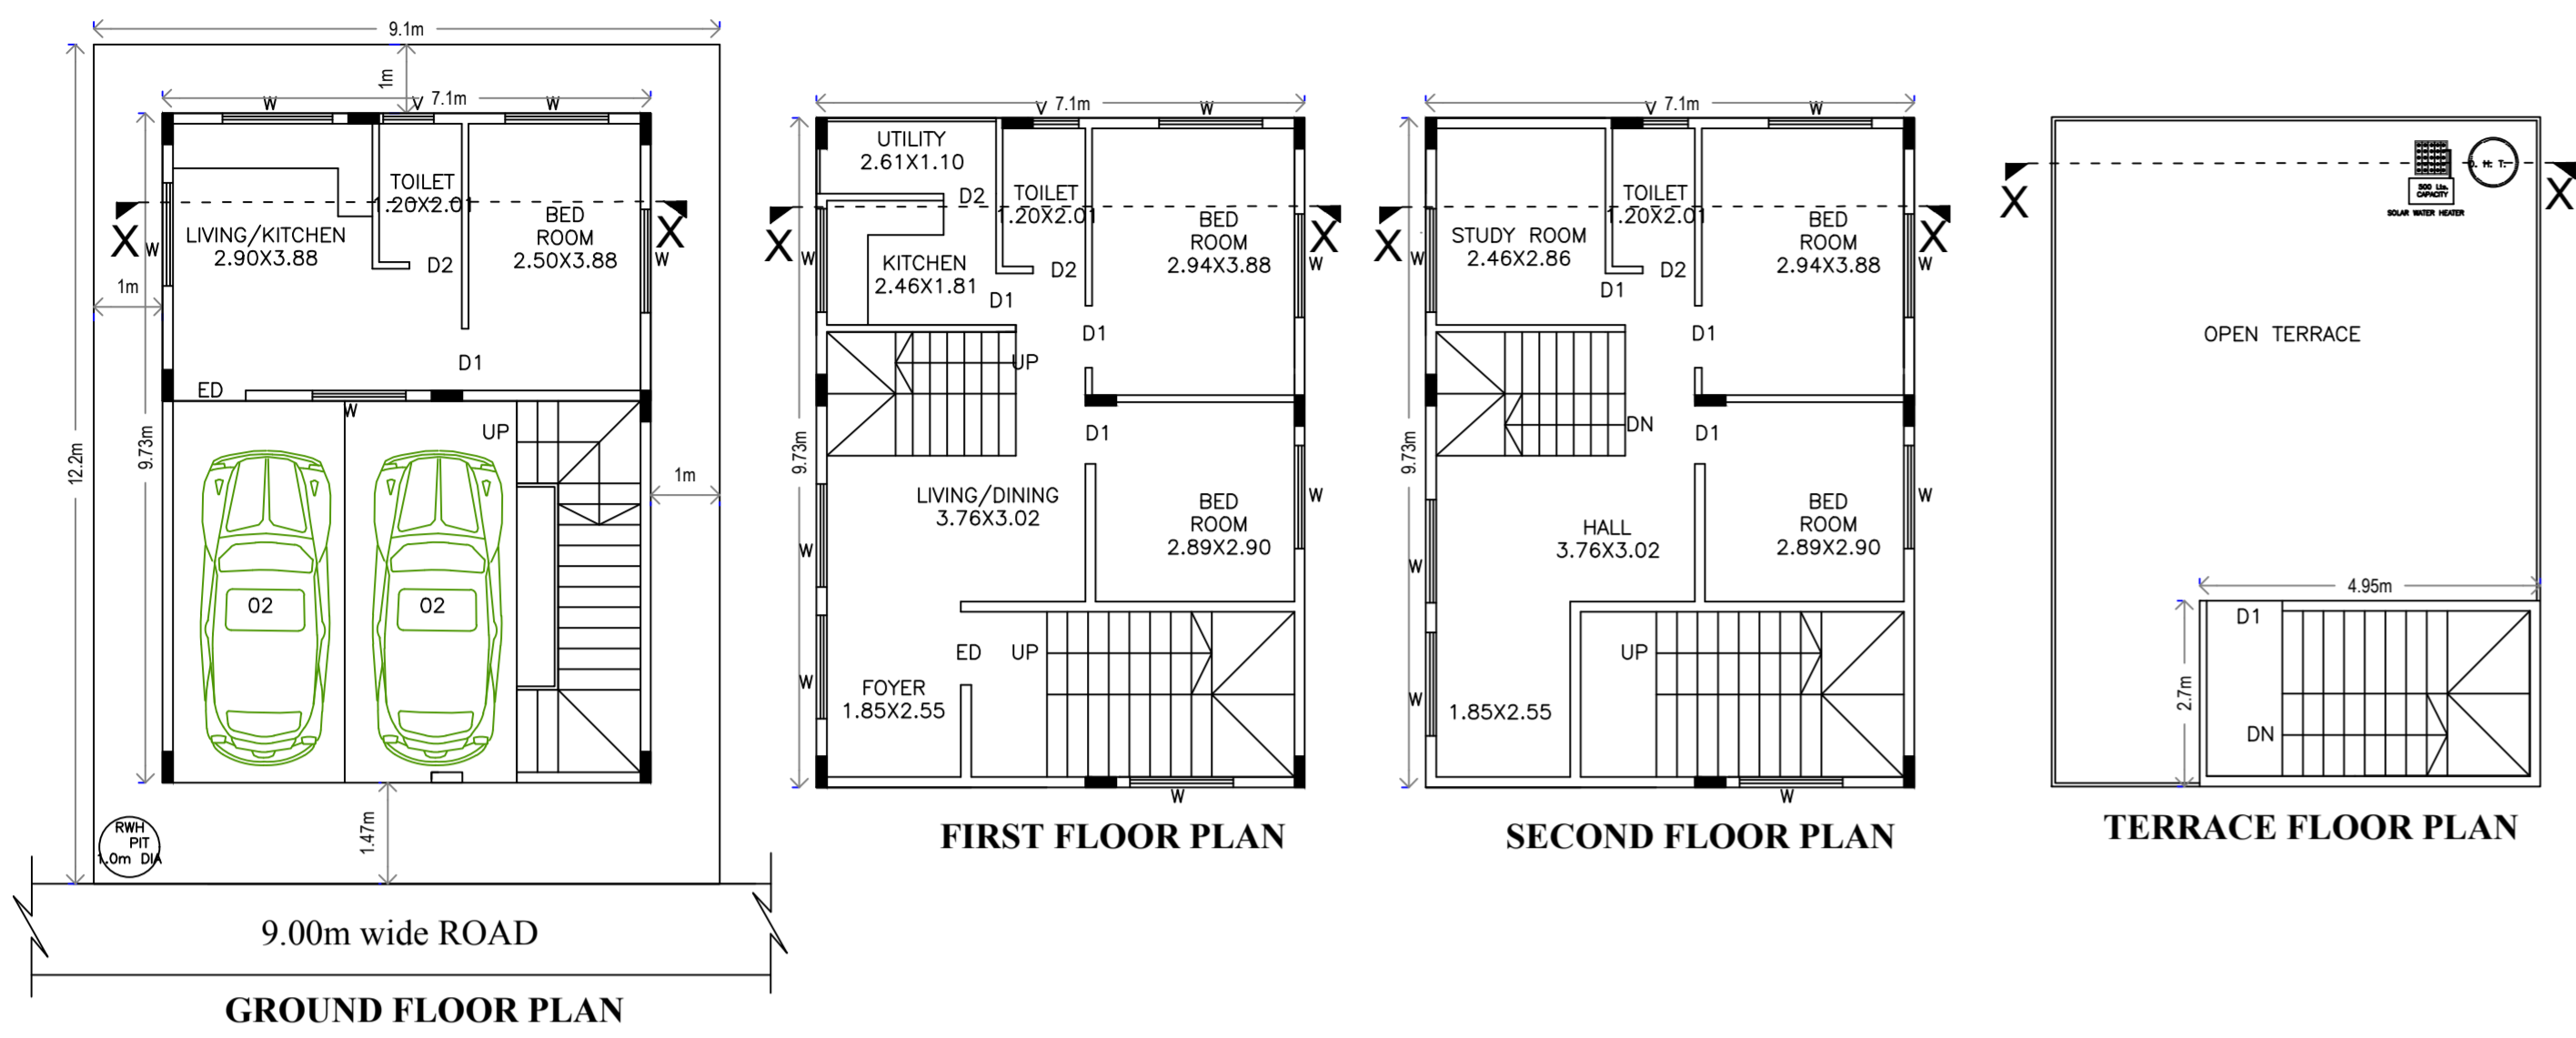 9.1m
1m
W
V
7.1m
W
TOILET
1.20X2.01
BED
ROOM
2.50X3.88
LIVING/KITCHEN
2.90X3.88
X
W
X
W
D2
1m
D1
ED
W
UP
12.2m
9.73m
1m
02
02
1.47m
RWH
PIT
1.0m DIA
9.00m wide ROAD
GROUND FLOOR PLAN
V
7.1m
W
UTILITY
2.61X1.10
D2
TOILET
1.20X2.01
BED
ROOM
2.94X3.88
X
W
X
W
KITCHEN
2.46X1.81
D2
D1
D1
UP
D1
9.73m
LIVING/DINING
3.76X3.02
BED
ROOM
2.89X2.90
W
W
ED
UP
FOYER
1.85X2.55
W
W
FIRST FLOOR PLAN
V
7.1m
W
TOILET
1.20X2.01
BED
ROOM
2.94X3.88
STUDY ROOM
2.46X2.86
X
W
X
W
D2
D1
D1
DN
D1
9.73m
HALL
3.76X3.02
BED
ROOM
2.89X2.90
W
W
UP
1.85X2.55
W
W
SECOND FLOOR PLAN
X
X
D. H. T.
500 Lts.
CAPACITY
SOLAR WATER HEATER
OPEN TERRACE
4.95m
D1
2.7m
DN
TERRACE FLOOR PLAN